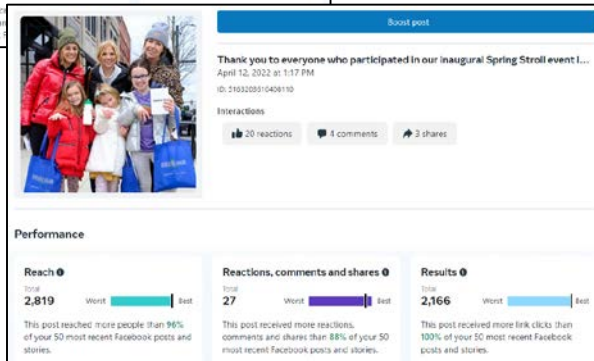 Boost post
Thank you to everyone who participated in our inaugural Spring Stroll event I...
April 12, 2022 at 1:17 PM
Interactions
20 reactions
4 comments
3 shares
Performance
Reach
Reactions, comments and shares
Results
Total
Total
Total
2,819 Worst Best
27 Worst Best
2,166 Worst Best
This post reached more people than 96%
of your 50 most recent Facebook posts and
stories.
This post received more reactions,
comments and shares than 88% of your 50
most recent Facebook posts and stories.
This post received more link clicks than
100% of your 50 most recent Facebook
posts and stories.